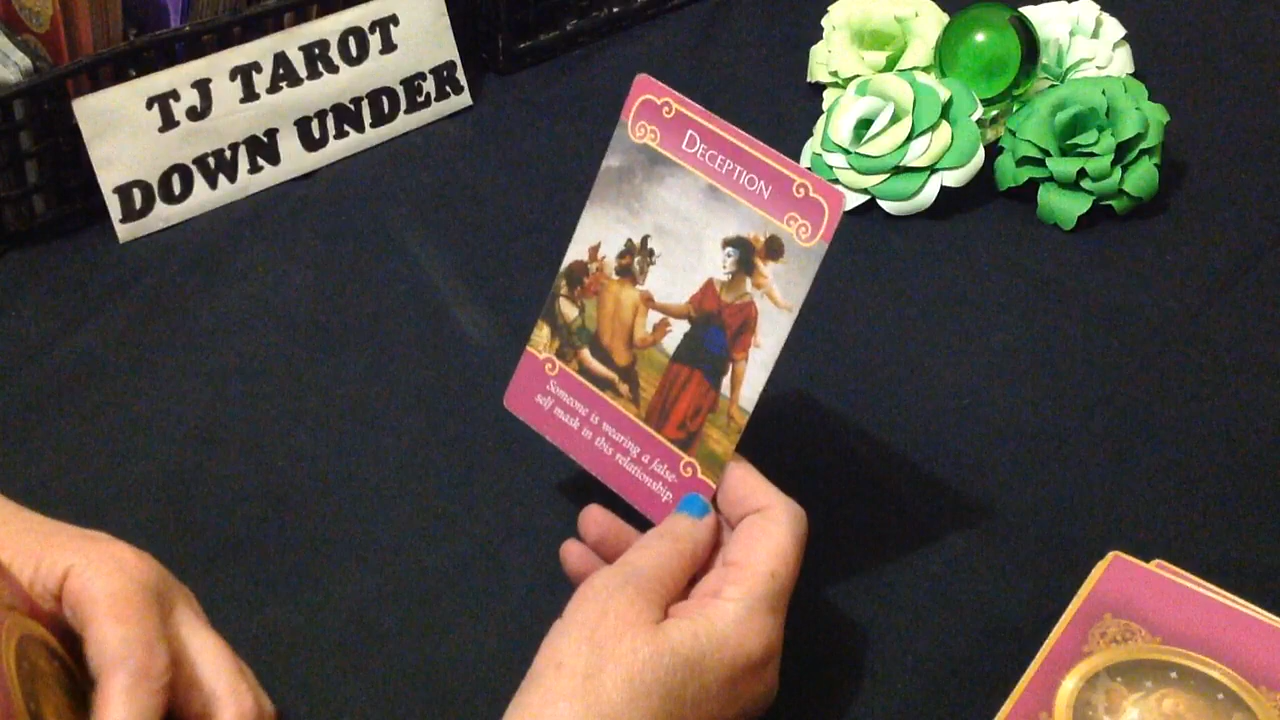 TJ TAROT
DOWN UNDER
DECEPTION
Someone is wearing a false-
self mask in this relationship.